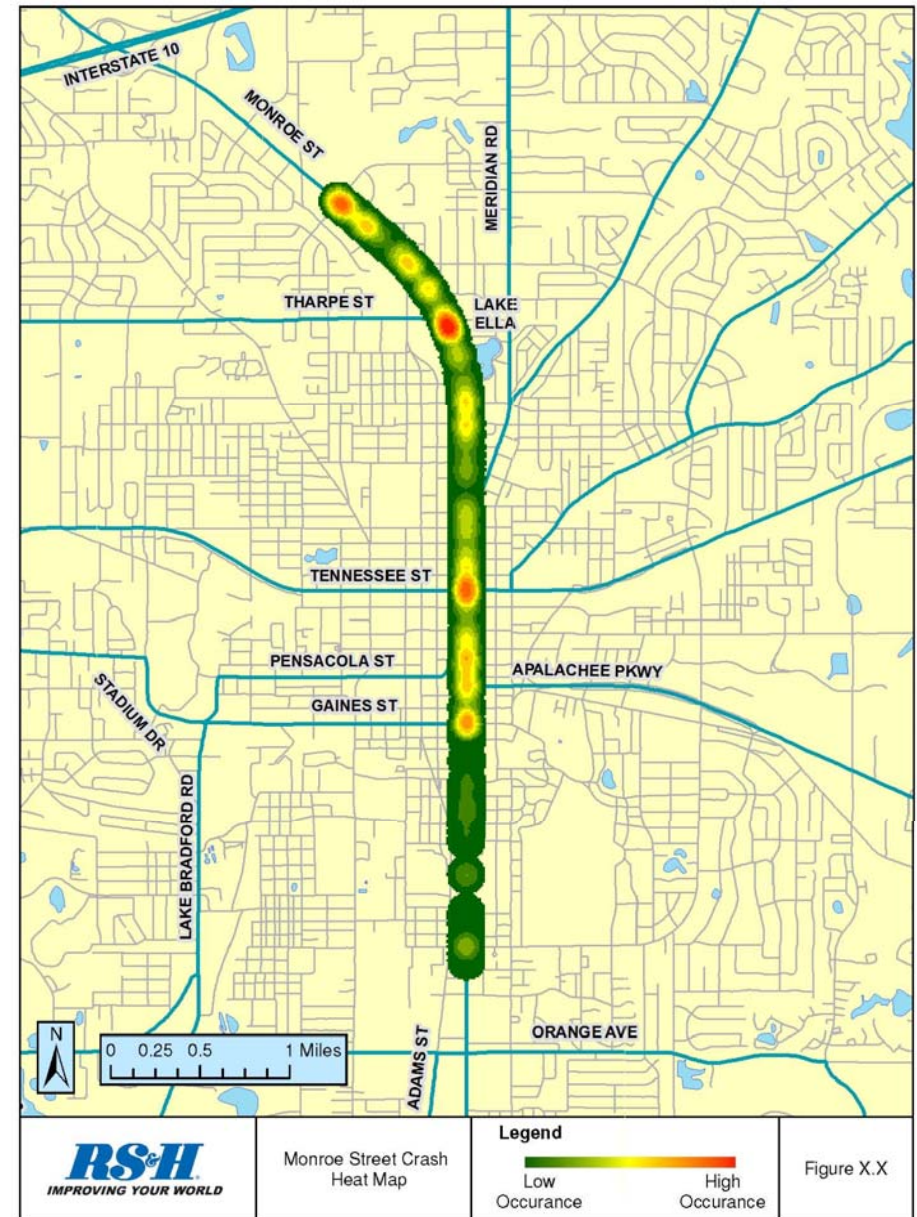 INTERSTATE 10
MONROE ST
MERIDIAN RD
THARPE ST
LAKE
ELLA
TENNESSEE ST
PENSACOLA ST
APALACHEE PKWY
GAINES ST
STADIUM DR
LAKE BRADFORD RD
ORANGE AVE
ADAMS ST
N
0 0.25 0.5 1 Miles
RS&H
IMPROVING YOUR WORLD
Monroe Street Crash
Heat Map
Legend
Low
Occurance
High
Occurance
Figure X.X